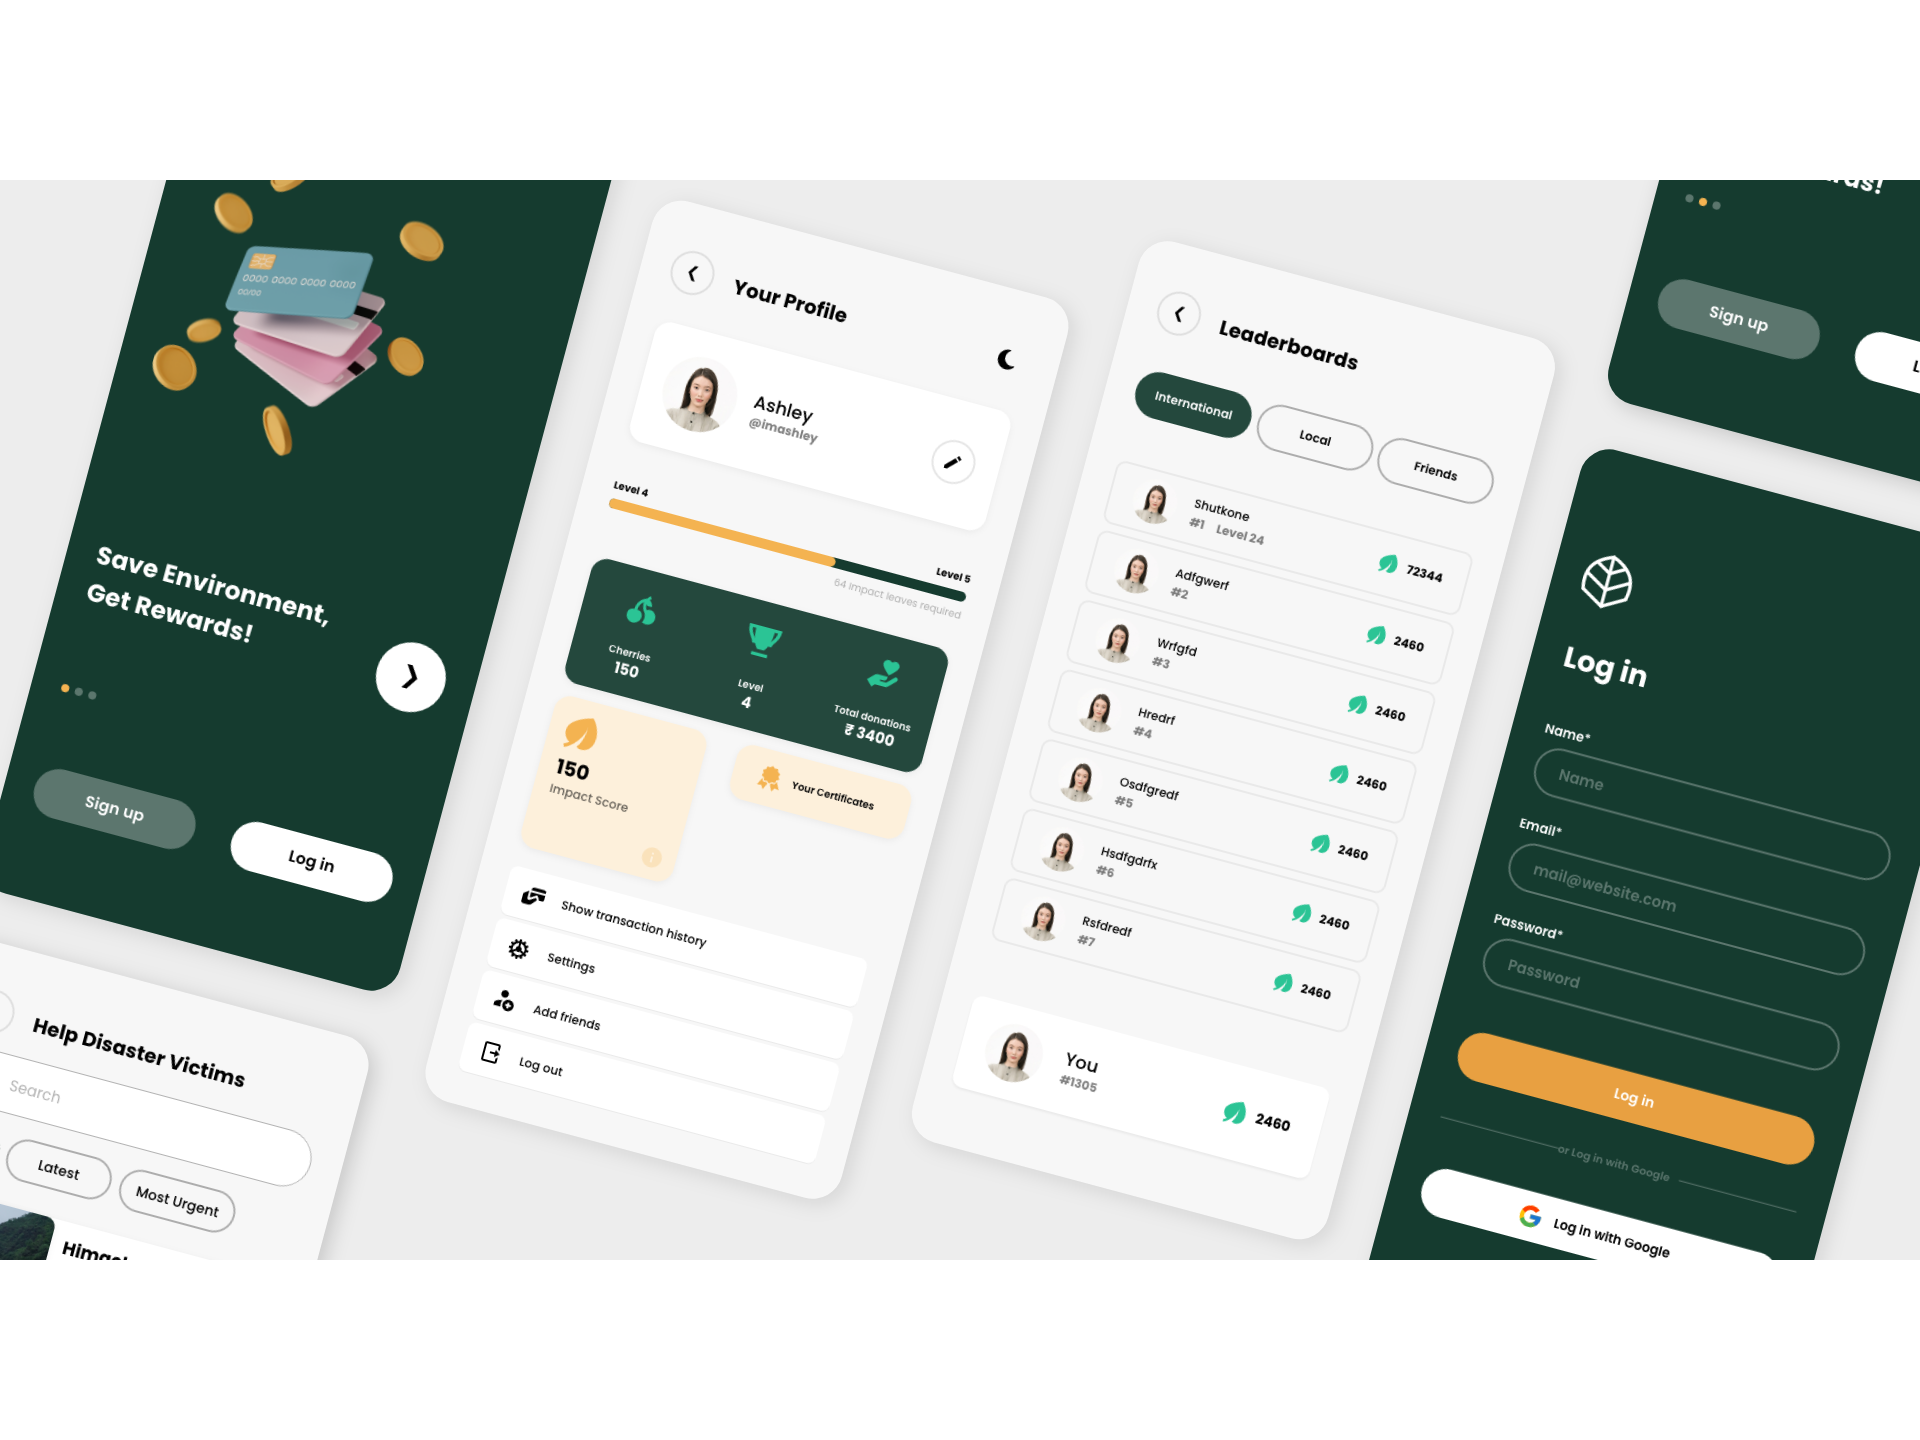 0000 0000 0000 0000
00/00
Save Environment,
Get Rewards!
Sign up
Log in
Help Disaster Victims
Search
Latest
Most Urgent
Your Profile
Ashley
@imashley
Level 4
Level 5
64 Impact leaves required
Cherries
150
Level
4
Total donations
₹ 3400
150
Impact Score
i
Your Certificates
Show transaction history
Settings
Add friends
Log out
Leaderboards
International
Local
Friends
Shutkone
#1 Level 24
72344
Adfgwerf
#2
2460
Wrfgfd
#3
2460
Hredrf
#4
2460
Osdfgredf
#5
2460
Hsdfgdrfx
#6
2460
Rsfdredf
#7
2460
You
#1305
2460
Sign up
Log in
Name*
Name
Email*
mail@website.com
Password*
Password
Log in
or Log in with Google
Log in with Google